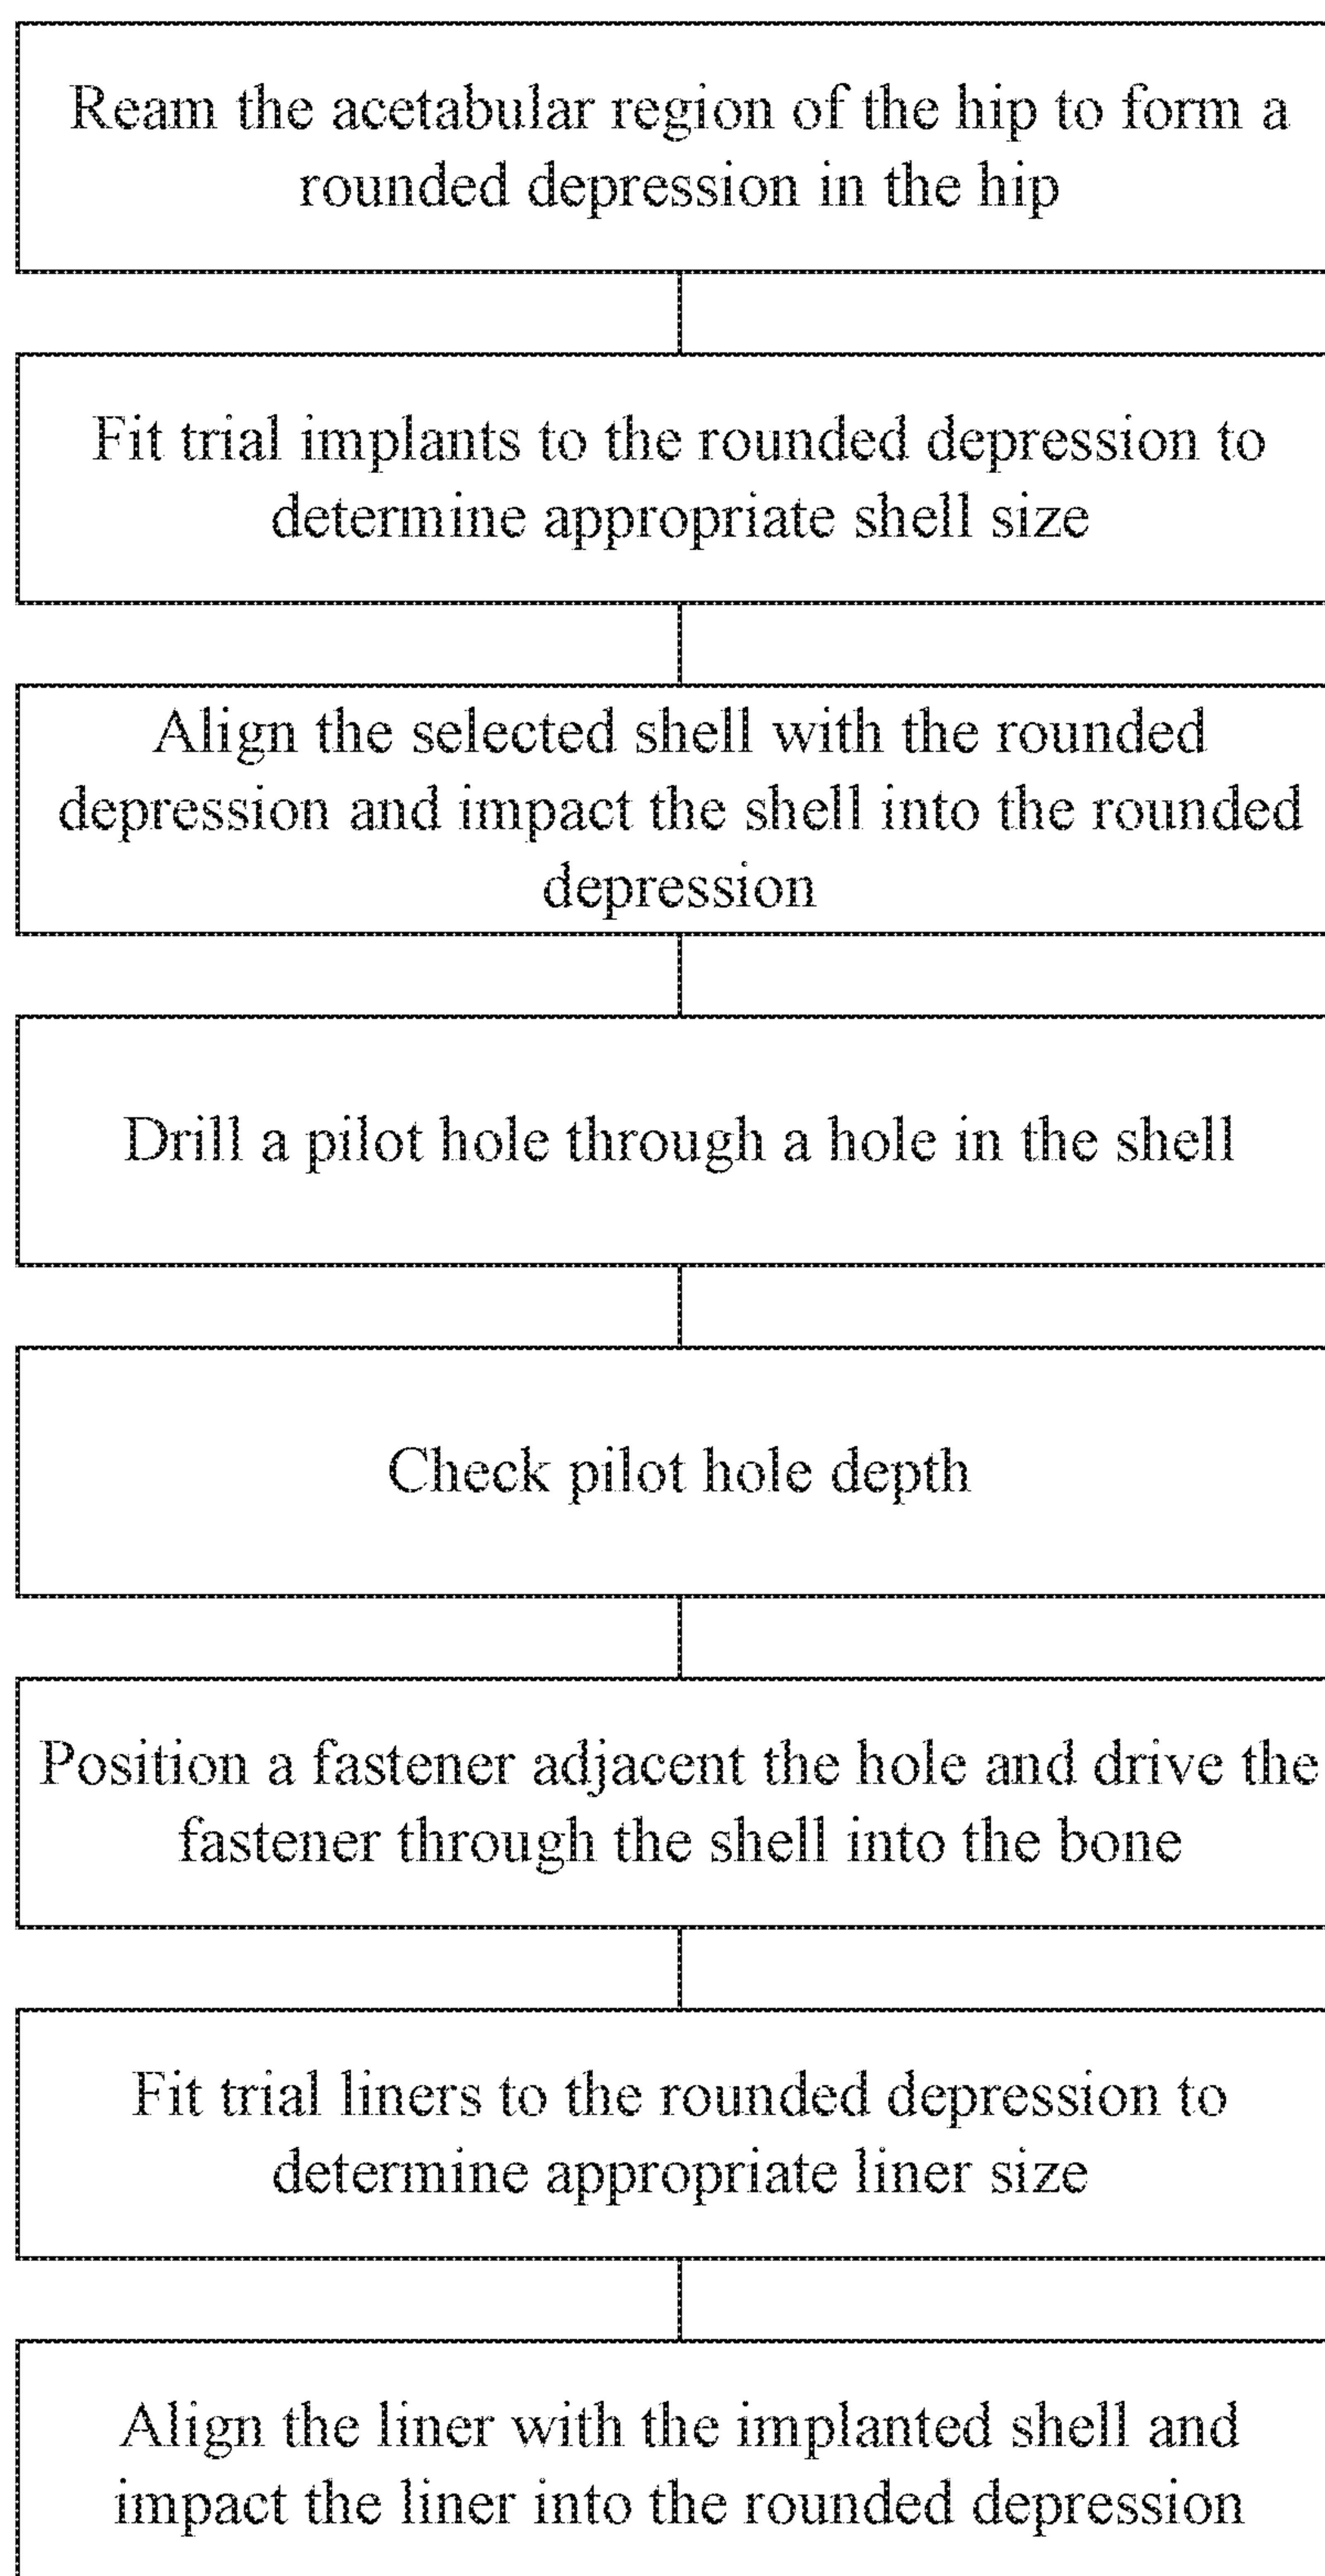 Ream the acetabular region of the hip to form a
rounded depression in the hip
Fit trial implants to the rounded depression to
determine appropriate shell size
Align the selected shell with the rounded
depression and impact the shell into the rounded
depression
Drill a pilot hole through a hole in the shell
Check pilot hole depth
Position a fastener adjacent the hole and drive the
fastener through the shell into the bone
Fit trial liners to the rounded depression to
determine appropriate liner size
Align the liner with the implanted shell and
impact the liner into the rounded depression